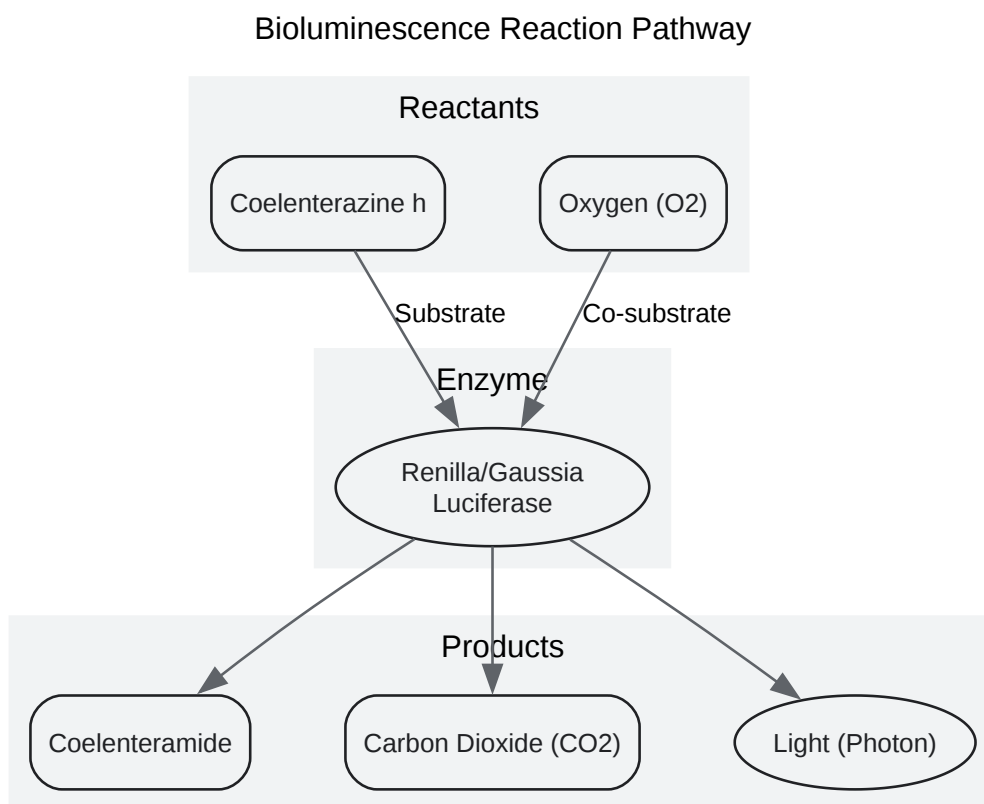 Bioluminescence Reaction Pathway
Reactants
Coelenterazine h
Oxygen (O2)
Substrate
Co-substrate
Enzyme
Renilla/Gaussia
Luciferase
Products
Coelenteramide
Carbon Dioxide (CO2)
Light (Photon)